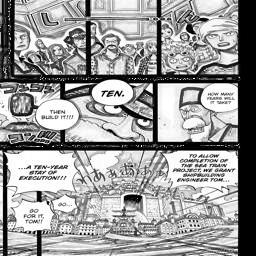 HOW MANY
YEARS WILL
IT TAKE?
TEN.
THEN
BUILD IT!!!
TO ALLOW
COMPLETION OF
THE SEA TRAIN
PROJECT, WE GRANT
SHIPBUILDING
ENGINEER TOM...
...A TEN-YEAR
STAY OF
EXECUTION!!!
GO...
GO
FOR IT,
TOM!!